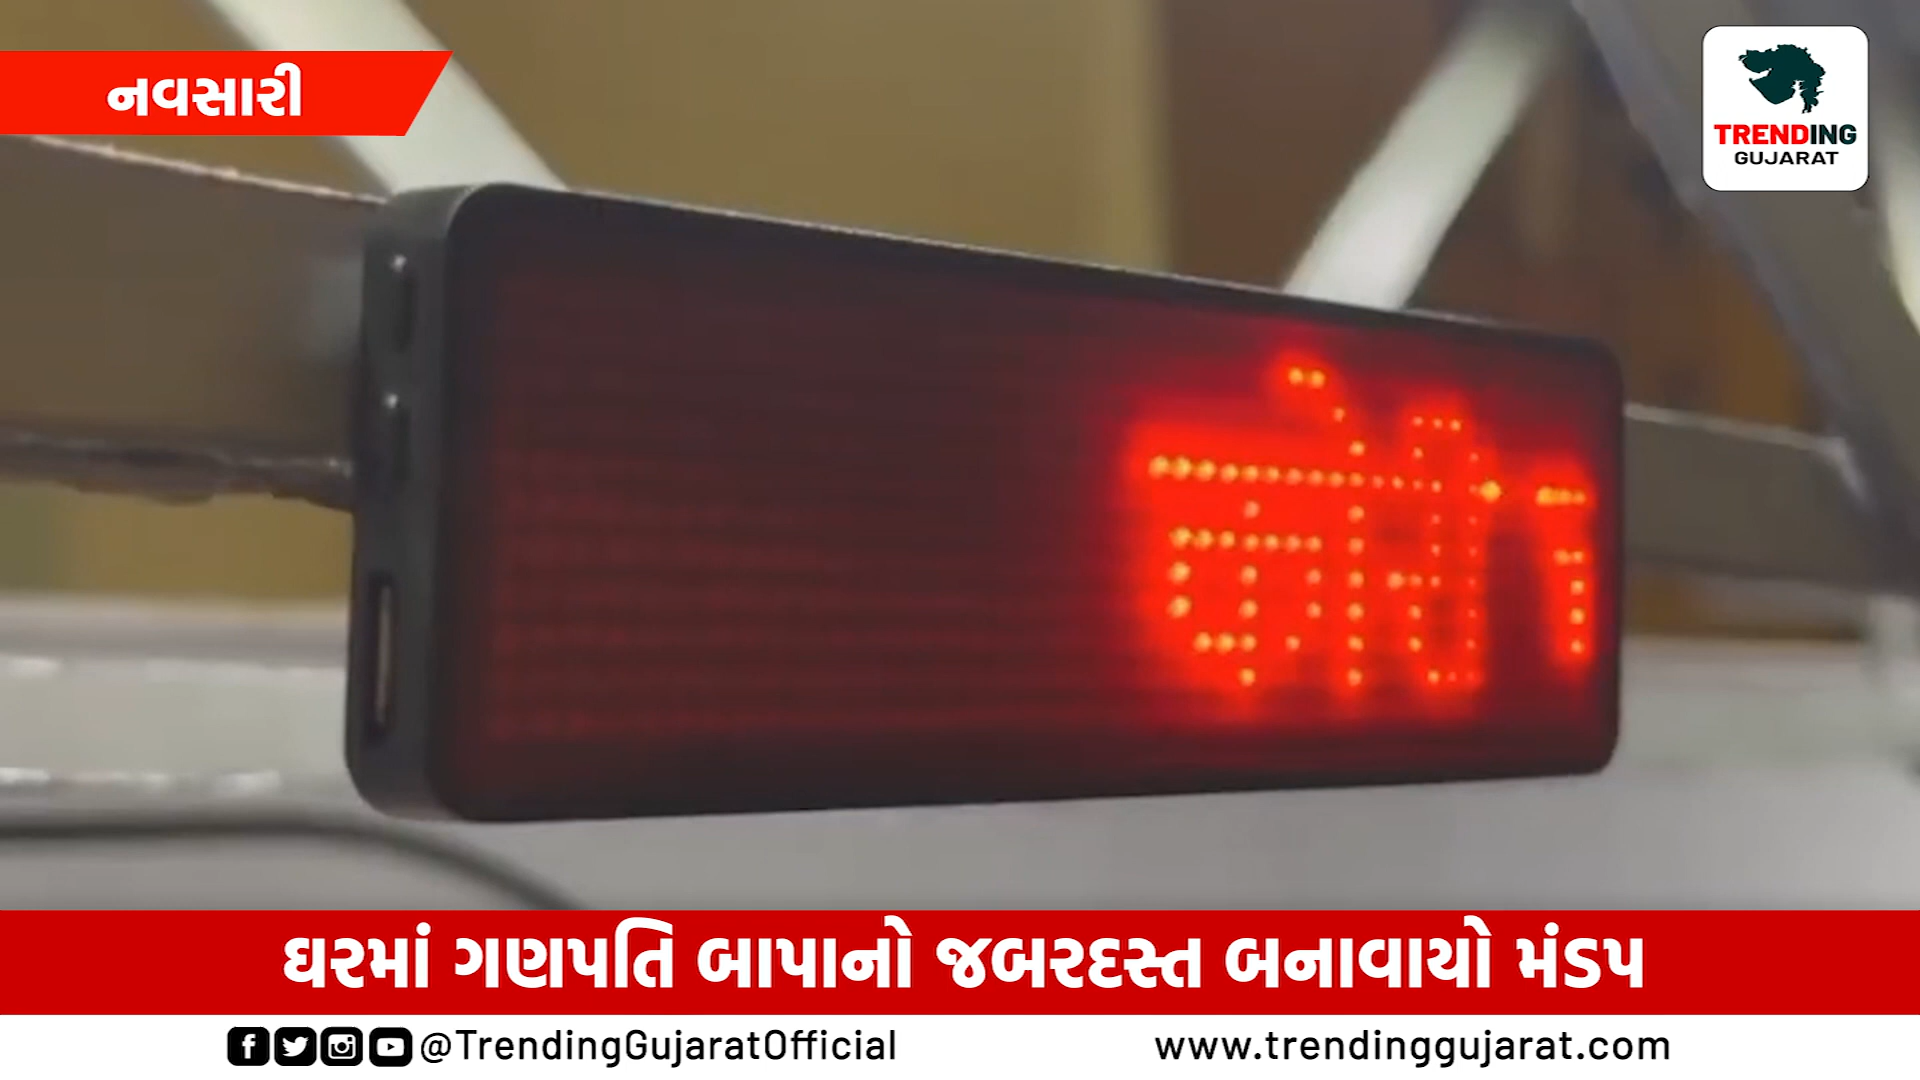 નવસારી
TRENDING
GUJARAT
ઘરમાં ગણપતિ બાપાનો જબરદસ્ત બનાવાયો મંડપ
@TrendingGujaratOfficial
www.trendinggujarat.com